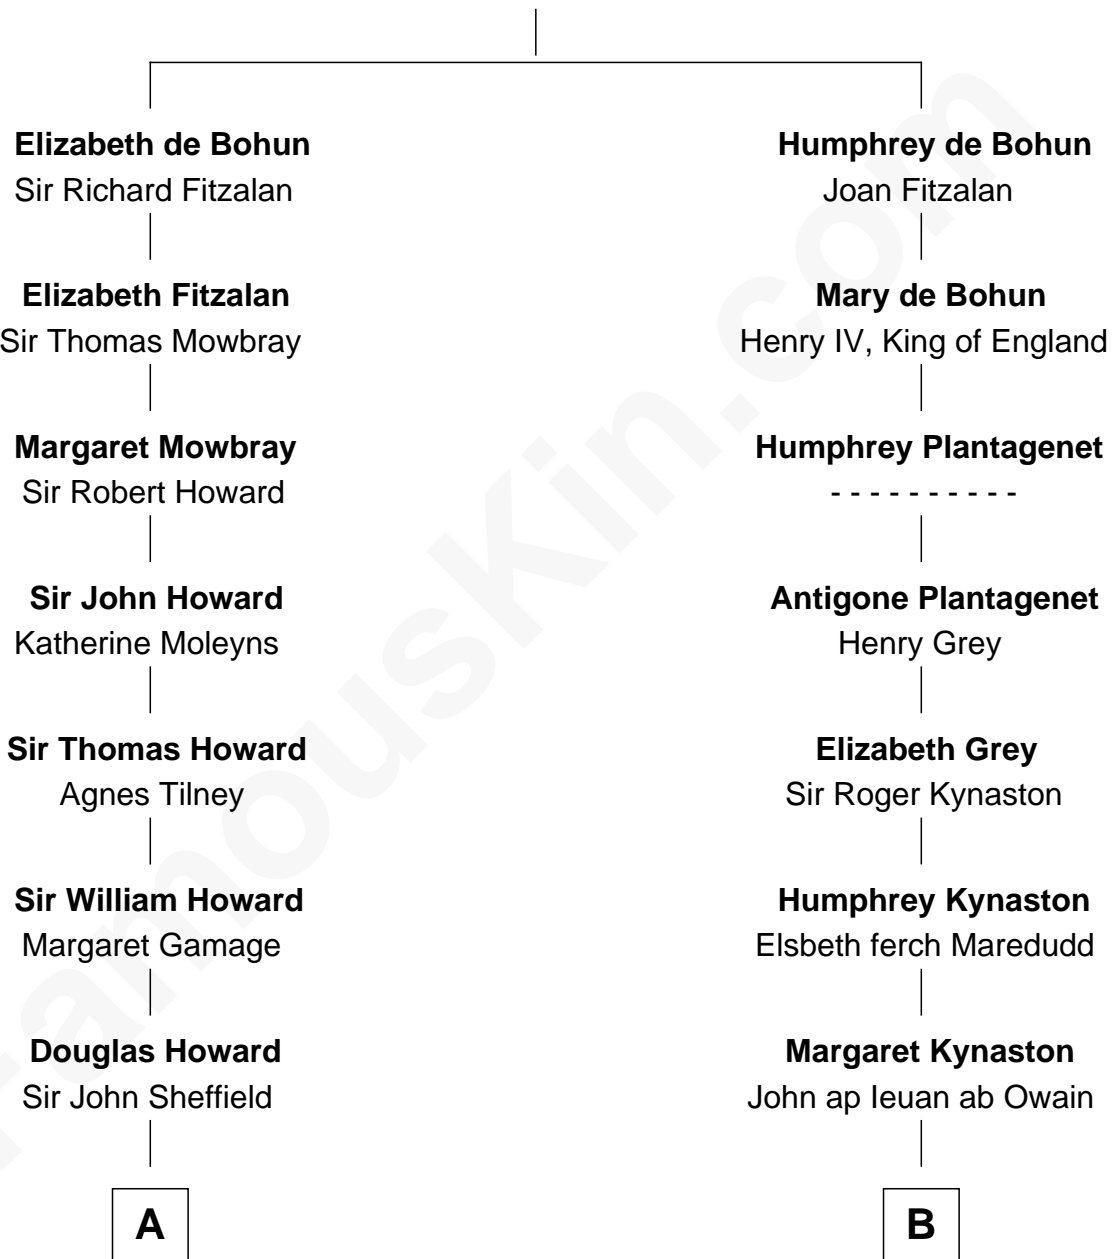 Elizabeth de Bohun
Sir Richard Fitzalan
Elizabeth Fitzalan
Sir Thomas Mowbray
Margaret Mowbray
Sir Robert Howard
Sir John Howard
Katherine Moleyns
Sir Thomas Howard
Agnes Tilney
Sir William Howard
Margaret Gamage
Douglas Howard
Sir John Sheffield
A
Humphrey de Bohun
Joan Fitzalan
Mary de Bohun
Henry IV, King of England
Humphrey Plantagenet
- - - - - - - - - -
Antigone Plantagenet
Henry Grey
Elizabeth Grey
Sir Roger Kynaston
Humphrey Kynaston
Elsbeth ferch Maredudd
Margaret Kynaston
John ap Ieuan ab Owain
B
FamousKin.com